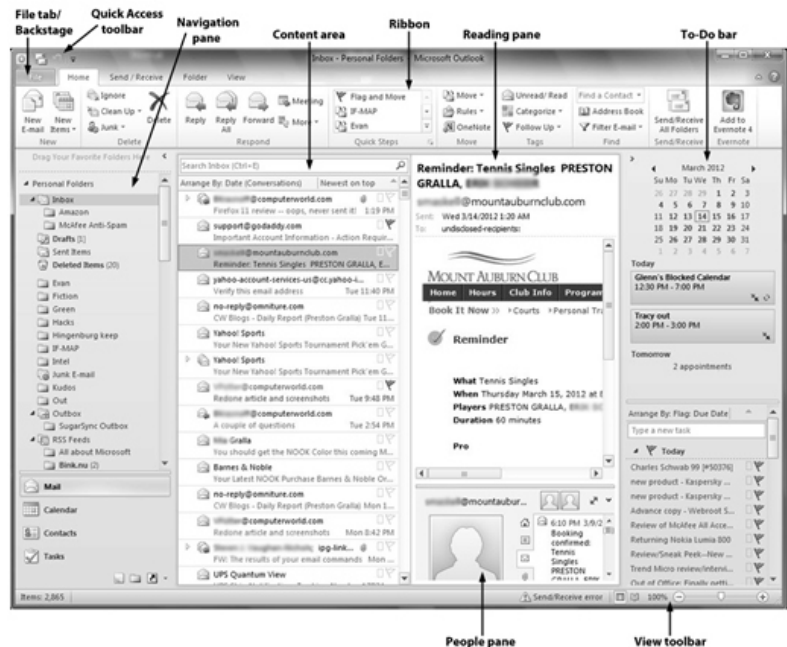 File tab/
Backstage
Quick Access
toolbar
Navigation
pane
Content area
Ribbon
Reading pane
To-Do bar
Inbox - Personal Folders - Microsoft Outlook
Home Send / Receive Folder View
New E-mail
New Items
Ignore
Clean Up
Junk
Delete
Reply
Reply All
Forward
Meeting
More
Flag and Move
IF-MAP
Evan
Move
Rules
OneNote
Unread/ Read
Categorize
Follow Up
Find a Contact
Address Book
Filter E-mail
Send/Receive All Folders
Add to Evernote 4
New Delete Respond Quick Steps Move Tags Find Send/Receive Evernote
Drag Your Favorite Folders Here
Personal Folders
Inbox
Amazon
McAfee Anti-Spam
Drafts [1]
Sent Items
Deleted Items (20)
Evan
Fiction
Green
Hacks
Hingenburg keep
IF-MAP
Intel
Junk E-mail
Kudos
Out
Outbox
SugarSync Outbox
RSS Feeds
All about Microsoft
Bink.nu (2)
Mail
Calendar
Contacts
Tasks
Search Inbox (Ctrl+E)
Arrange By: Date (Conversations) Newest on top
@computerworld.com
Firefox 11 review — oops, never sent it! 1:19 PM
support@godaddy.com
Important Account Information - Action Requir...
mountauburnclub.com
Reminder: Tennis Singles PRESTON GRALLA, E...
yahoo-account-services-us@cc.yahoo-i...
Verify this email address Tue 11:40 PM
no-reply@omniture.com
CW Blogs - Daily Report (Preston Gralla) Tue 11...
Yahoo! Sports
Your New Yahoo! Sports Tournament Pick'em G...
Yahoo! Sports
Your New Yahoo! Sports Tournament Pick'em G...
@computerworld.com
Redone article and screenshots Tue 9:48 PM
@computerworld.com
A couple of questions Tue 2:54 PM
Gralla
You should get the NOOK Color this coming M...
Barnes & Noble
Your Latest NOOK Purchase Barnes & Noble Or...
no-reply@omniture.com
CW Blogs - Daily Report (Preston Gralla) Mon 1...
@computerworld.com
Redone article and screenshots Mon 8:42 PM
ipg-link...
FW: The results of your email commands Mon...
UPS Quantum View
Reminder: Tennis Singles PRESTON
GRALLA,
@mountauburnclub.com
Sent: Wed 3/14/2012 1:20 AM
To: undisclosed-recipients:
MOUNT AUBURN CLUB
Home Hours Club Info Program
Book It Now >> >Courts >Personal Tra
Reminder
What Tennis Singles
When Thursday March 15, 2012 at
Players PRESTON GRALLA,
Duration 60 minutes
Pro
@mountaubur...
6:10 PM 3/9/2
Booking
confirmed:
Tennis
Singles
PRESTON
March 2012
Su Mo Tu We Th Fr Sa
26 27 28 29 1 2 3
4 5 6 7 8 9 10
11 12 13 14 15 16 17
18 19 20 21 22 23 24
25 26 27 28 29 30 31
1 2 3 4 5 6 7
Today
Glenn's Blocked Calendar
12:30 PM - 7:00 PM
Tracy out
2:00 PM - 3:00 PM
Tomorrow
2 appointments
Arrange By: Flag: Due Date
Type a new task
Today
Charles Schwab 99 [#50376]
new product - Kaspersky ...
new product - Kaspersky ...
Advance copy - Webroot S...
Review of McAfee All Acce...
Returning Nokia Lumia 800
Review/Sneak Peek--New ...
Trend Micro review/intervi...
Out of Office: Finally netti...
Items: 2,865
Send/Receive error
100%
People pane
View toolbar